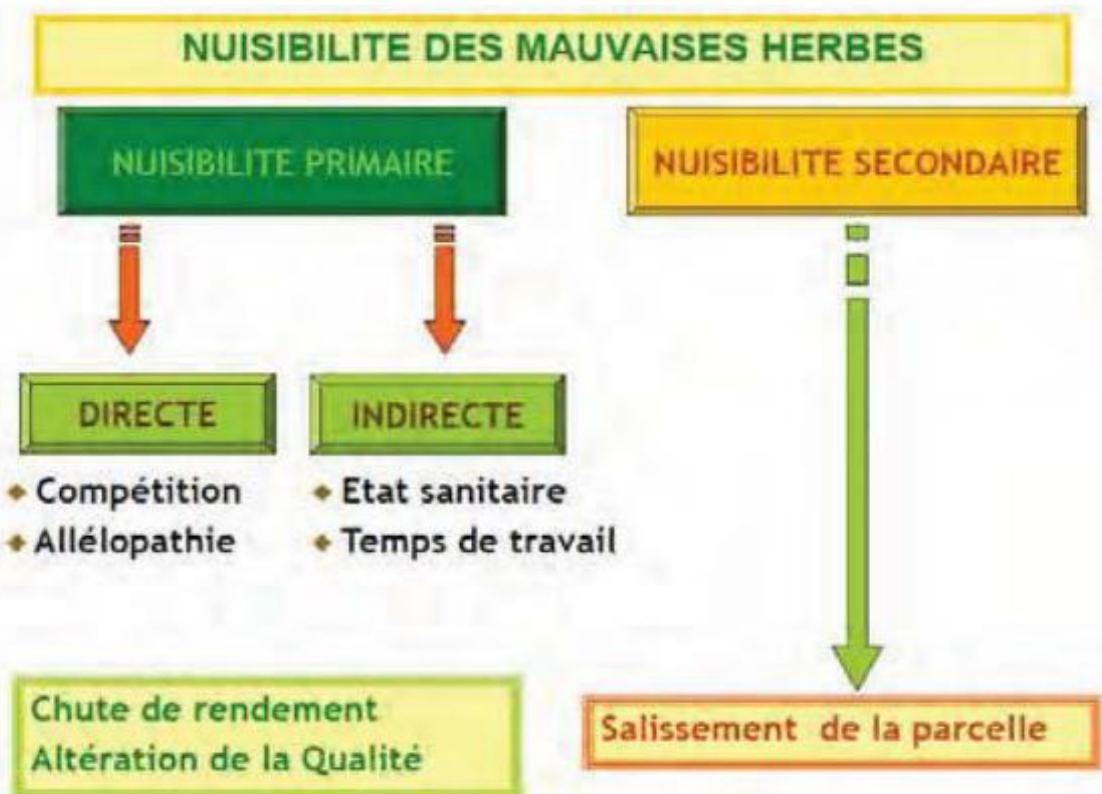 NUISIBILITE DES MAUVAISES HERBES
NUISIBILITE PRIMAIRE
NUISIBILITE SECONDAIRE
DIRECTE
INDIRECTE
Compétition
Allélopathie
Etat sanitaire
Temps de travail
Chute de rendement
Altération de la Qualité
Salissement de la parcelle